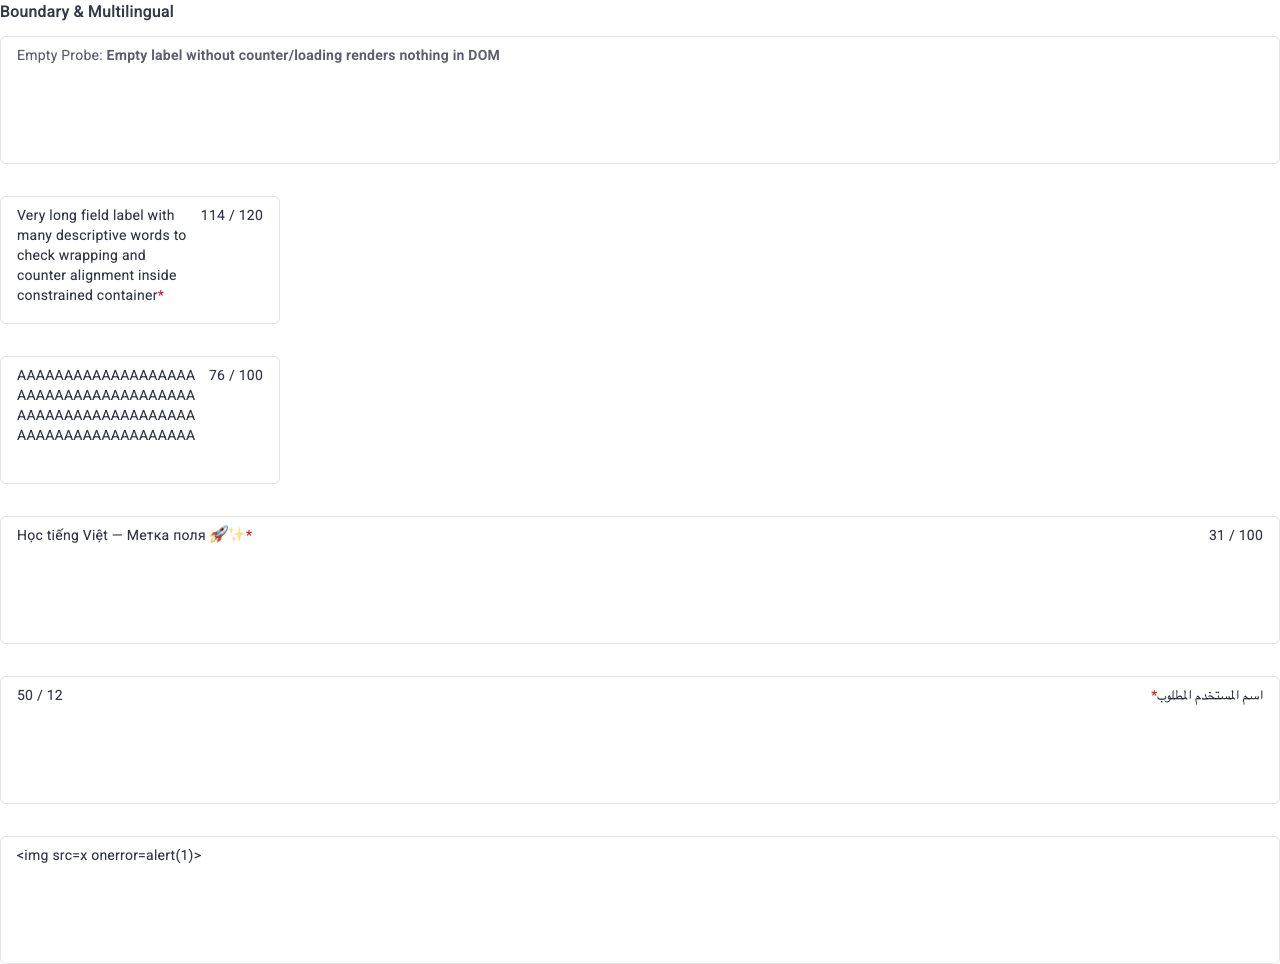 Boundary & Multilingual
Empty Probe: Empty label without counter/loading renders nothing in DOM
Very long field label with 114 / 120
many descriptive words to
check wrapping and
counter alignment inside
constrained container*
AAAAAAAAAAAAAAAAAAA 76 / 100
AAAAAAAAAAAAAAAAAAA
AAAAAAAAAAAAAAAAAAA
AAAAAAAAAAAAAAAAAAA
Học tiếng Việt — Метка поля 🚀✨* 31 / 100
اسم المستخدم المطلوب* 50 / 12
<img src=x onerror=alert(1)>